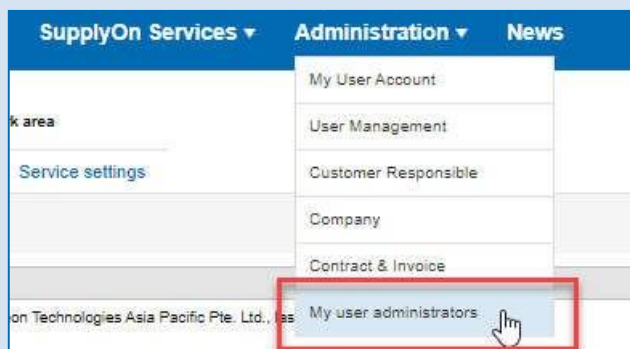 SupplyOn Services ▾ Administration ▾ News
My User Account
k area
User Management
Service settings
Customer Responsible
Company
Contract & Invoice
on Technologies Asia Pacific Pte. Ltd.,
My user administrators